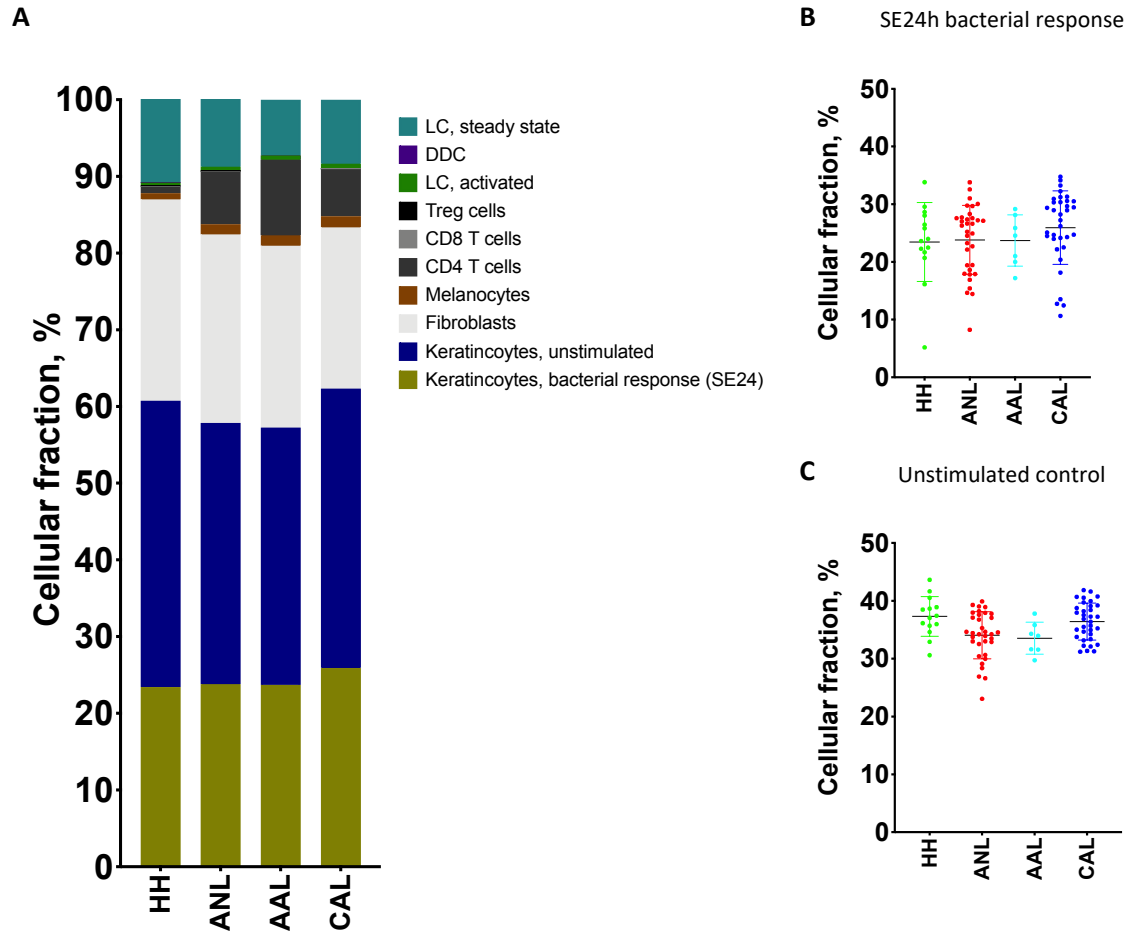 A
Cellular fraction, %
100
90
80
70
60
50
40
30
20
10
0
HH
ANL
AAL
CAL
LC, steady state
DDC
LC, activated
Treg cells
CD8 T cells
CD4 T cells
Melanocytes
Fibroblasts
Keratincoytes, unstimulated
Keratincoytes, bacterial response (SE24)
B
SE24h bacterial response
Cellular fraction, %
50
40
30
20
10
0
HH
ANL
AAL
CAL
C
Unstimulated control
Cellular fraction, %
50
40
30
20
10
0
HH
ANL
AAL
CAL